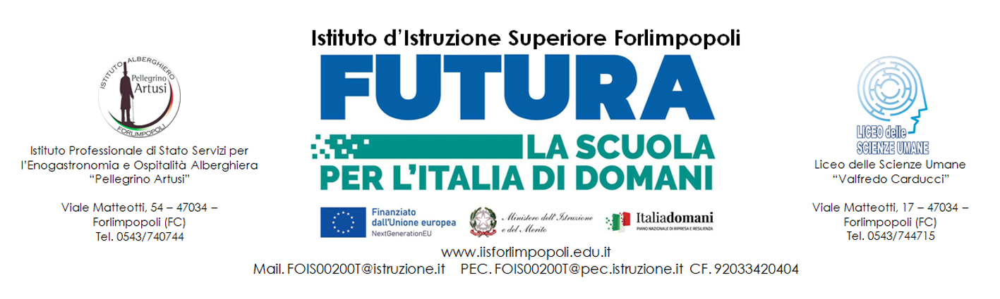 Istituto d'Istruzione Superiore Forlimpopoli
ISTITUTO ALBERGHIERO
Pellegrino
Artusi
FORLIMPOPOLI
Istituto Professionale di Stato Servizi per
l'Enogastronomia e Ospitalità Alberghiera
"Pellegrino Artusi"
Viale Matteotti, 54 – 47034 –
Forlimpopoli (FC)
Tel. 0543/740744
FUTURA
LA SCUOLA
PER L'ITALIA DI DOMANI
Finanziato
dall'Unione europea
NextGenerationEU
Ministero dell'Istruzione
e del Merito
Italiadomani
PIANO NAZIONALE DI RIPRESA E RESILIENZA
LICEO delle
SCIENZE UMANE
Liceo delle Scienze Umane
"Valfredo Carducci"
Viale Matteotti, 17 – 47034 –
Forlimpopoli (FC)
Tel. 0543/744715
www.iisforlimpopoli.edu.it
Mail. FOIS00200T@istruzione.it PEC. FOIS00200T@pec.istruzione.it CF. 92033420404